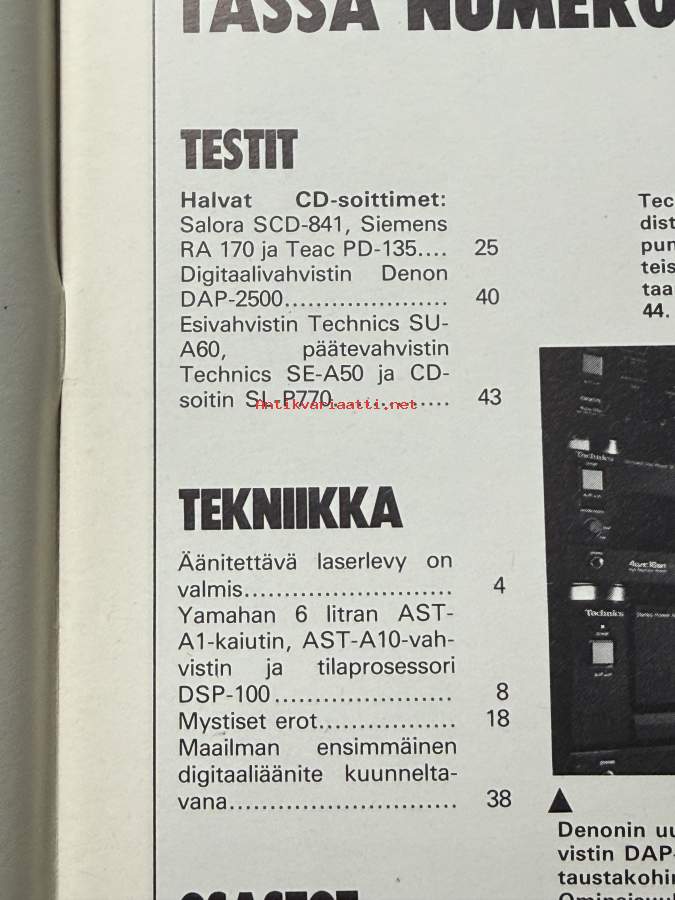 TÄSSÄ NUMERO
TESTIT
Halvat CD-soittimet:
Salora SCD-841, Siemens
RA 170 ja Teac PD-135.... 25
Digitaalivahvistin Denon
DAP-2500..................... 40
Esivahvistin Technics SU-
A60, päätevahvistin
Technics SE-A50 ja CD-
soitin SL-P770............... 43
Antikvariaatti.net
TEKNIIKKA
Äänitettävä laserlevy on
valmis.......................... 4
Yamahan 6 litran AST-
A1-kaiutin, AST-A10-vah-
vistin ja tilaprosessori
DSP-100...................... 8
Mystiset erot................. 18
Maailman ensimmäinen
digitaaliäänite kuunnelta-
vana............................ 38
OSASTOT
Tec
dist
pun
teis
taa
44.
Technics
Technics
▲
Denonin uu
vistin DAP-
taustakohin
Ominaisuu